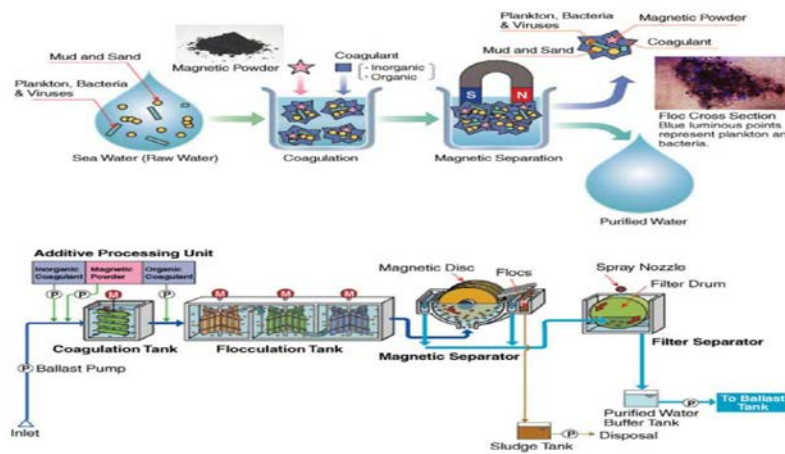 Mud and Sand
Plankton, Bacteria
& Viruses
Sea Water (Raw Water)
Magnetic Powder
Coagulant
- Inorganic
- Organic
Coagulation
S
N
Magnetic Separation
Plankton, Bacteria
& Viruses
Mud and Sand
Magnetic Powder
Coagulant
Floc Cross Section
Blue luminous points
represent plankton an
bacteria.
Purified Water
Additive Processing Unit
Inorganic
Coagulant
Magnetic
Powder
Organic
Coagulant
P
P
M
Coagulation Tank
P Ballast Pump
Inlet
M
M
M
Flocculation Tank
Magnetic Disc
Flocs
Magnetic Separator
Spray Nozzle
Filter Drum
Filter Separator
Purified Water
Buffer Tank
P
To Ballast
Tank
Sludge Tank
P
Disposal